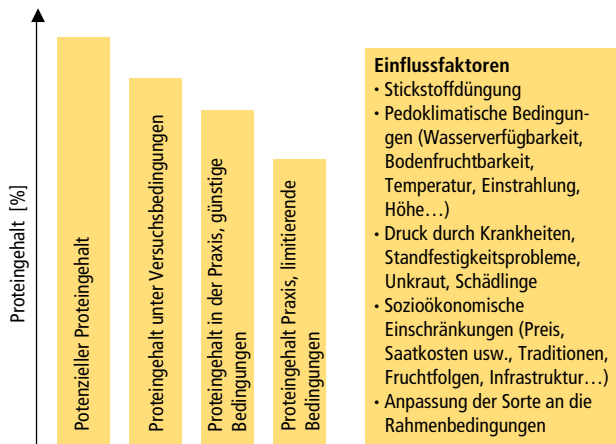 Proteingehalt [%]
Potenzieller Proteingehalt
Proteingehalt unter Versuchsbedingungen
Proteingehalt in der Praxis, günstige
Bedingungen
Proteingehalt Praxis, limitierende
Bedingungen
Einflussfaktoren
• Stickstoffdüngung
• Pedoklimatische Bedingun-
gen (Wasserverfügbarkeit,
Bodenfruchtbarkeit,
Temperatur, Einstrahlung,
Höhe…)
• Druck durch Krankheiten,
Standfestigkeitsprobleme,
Unkraut, Schädlinge
• Sozioökonomische
Einschränkungen (Preis,
Saatkosten usw., Traditionen,
Fruchtfolgen, Infrastruktur…)
• Anpassung der Sorte an die
Rahmenbedingungen